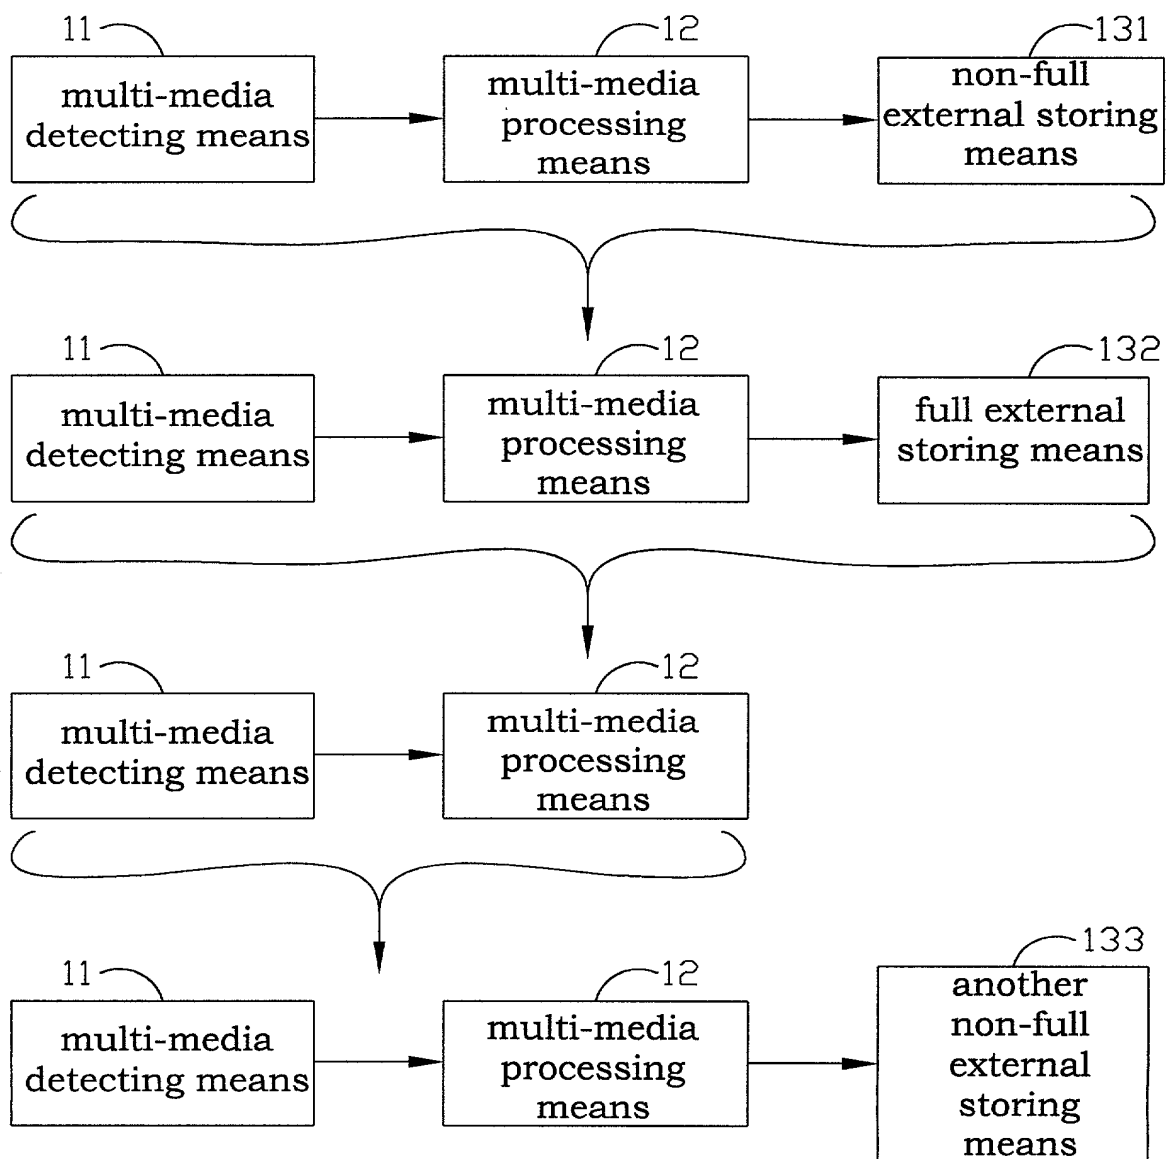 11
12
131
multi-media
detecting means
multi-media
processing
means
non-full
external storing
means
11
12
132
multi-media
detecting means
multi-media
processing
means
full external
storing means
11
12
multi-media
detecting means
multi-media
processing
means
11
12
133
multi-media
detecting means
multi-media
processing
means
another
non-full
external
storing
means